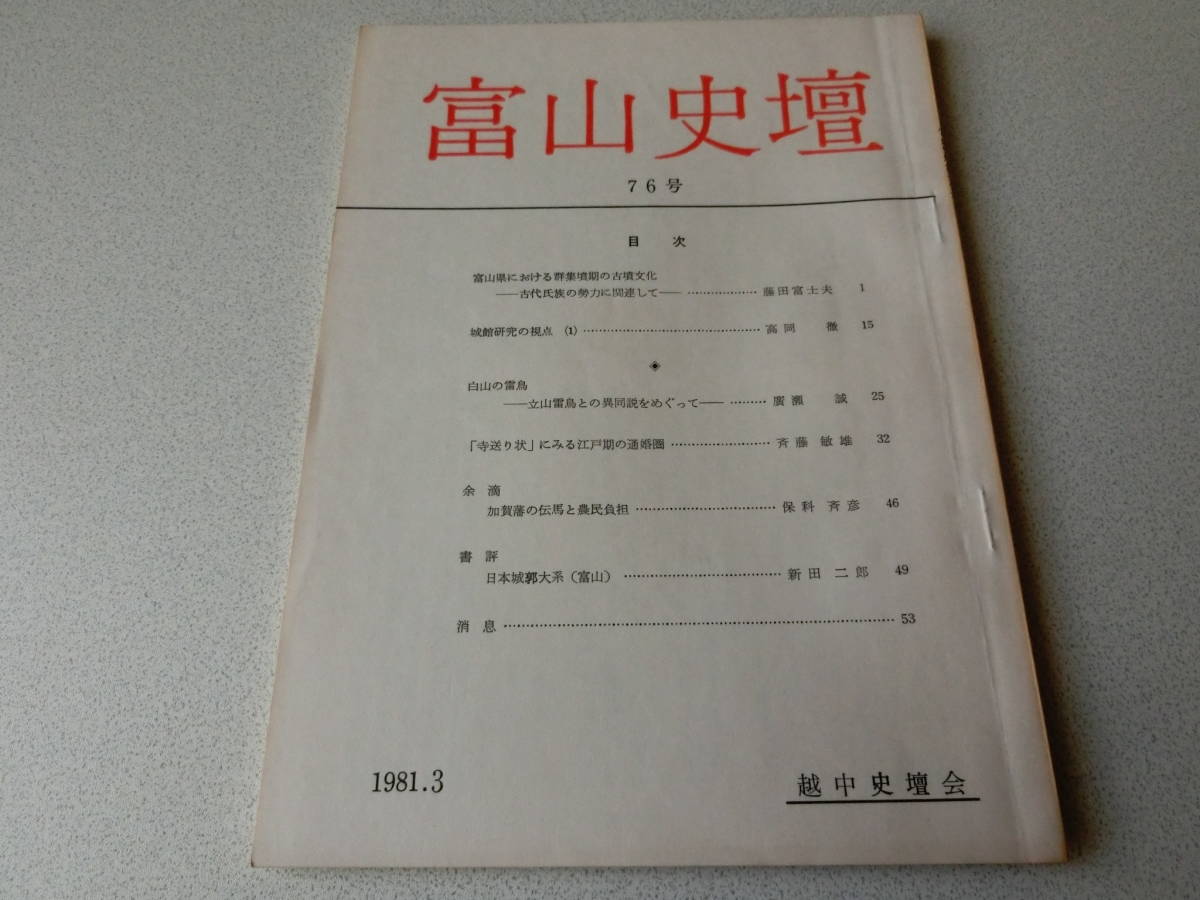 富山史壇
76号
目次
富山県における群集墳期の古墳文化
——古代氏族の勢力に関連して—— ……………… 藤田富士夫 1
城館研究の視点 (1) ……………………………………… 高岡 徹 15
◈
白山の雷鳥
——立山雷鳥との異同説をめぐって—— ……… 廣瀬 誠 25
「寺送り状」にみる江戸期の通婚圏 …………………… 斉藤敏雄 32
余滴
加賀藩の伝馬と農民負担 …………………………… 保科斉彦 46
書評
日本城郭大系(富山) ……………………………… 新田二郎 49
消息 ……………………………………………………………………………… 53
1981.3
越中史壇会